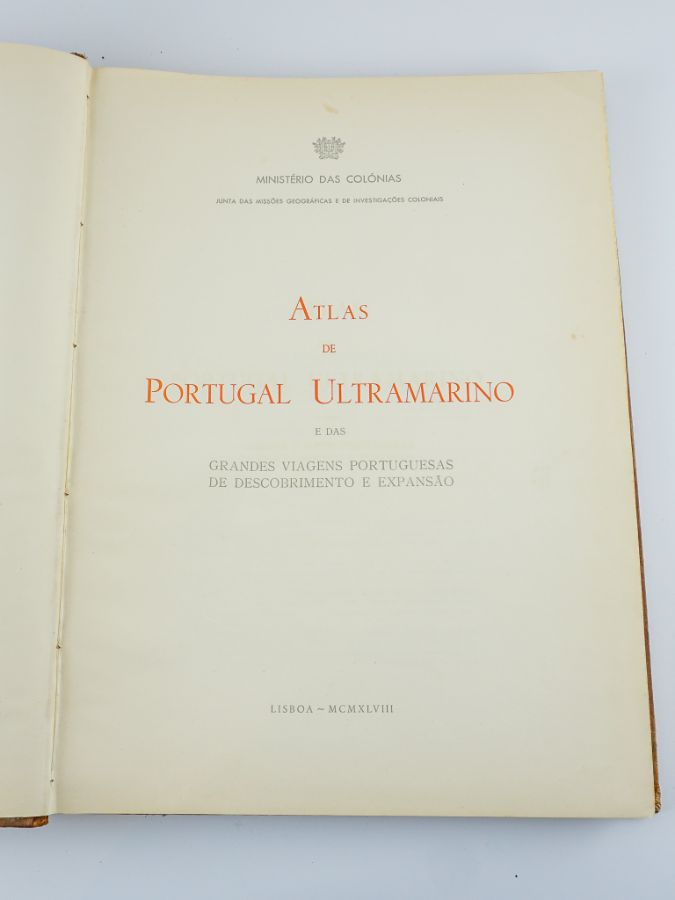 MINISTÉRIO DAS COLÓNIAS
JUNTA DAS MISSÕES GEOGRÁFICAS E DE INVESTIGAÇÕES COLONIAIS
ATLAS
DE
PORTUGAL ULTRAMARINO
E DAS
GRANDES VIAGENS PORTUGUESAS
DE DESCOBRIMENTO E EXPANSÃO
LISBOA ~ MCMXLVIII